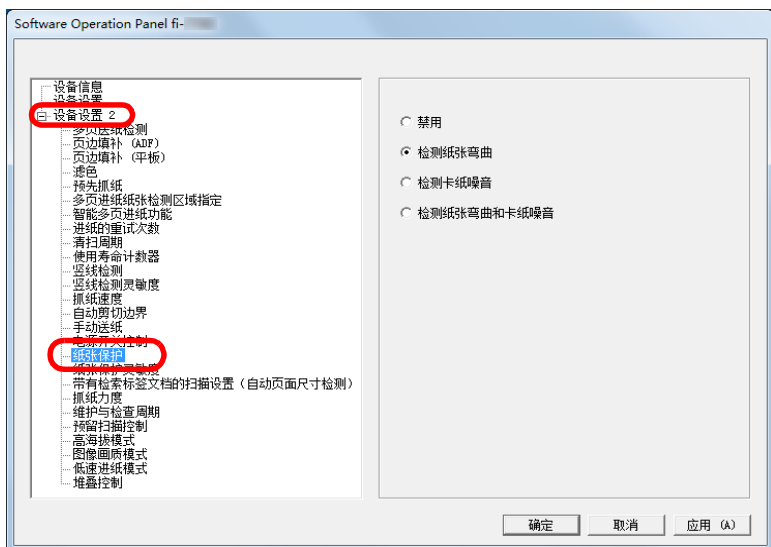 Software Operation Panel fi-
设备信息
设备设置
设备设置 2
多页送纸检测
页边填补 (ADF)
页边填补 (平板)
滤色
预先抓纸
多页进纸纸张检测区域指定
智能多页进纸功能
进纸的重试次数
清扫周期
使用寿命计数器
竖线检测
竖线检测灵敏度
抓纸速度
自动剪切边界
手动送纸
电源开关控制
纸张保护
纸张保护灵敏度
带有检索标签文档的扫描设置(自动页面尺寸检测)
抓纸力度
维护与检查周期
预留扫描控制
高海拔模式
图像画质模式
低速进纸模式
堆叠控制
禁用
检测纸张弯曲
检测卡纸噪音
检测纸张弯曲和卡纸噪音
确定
取消
应用 (A)